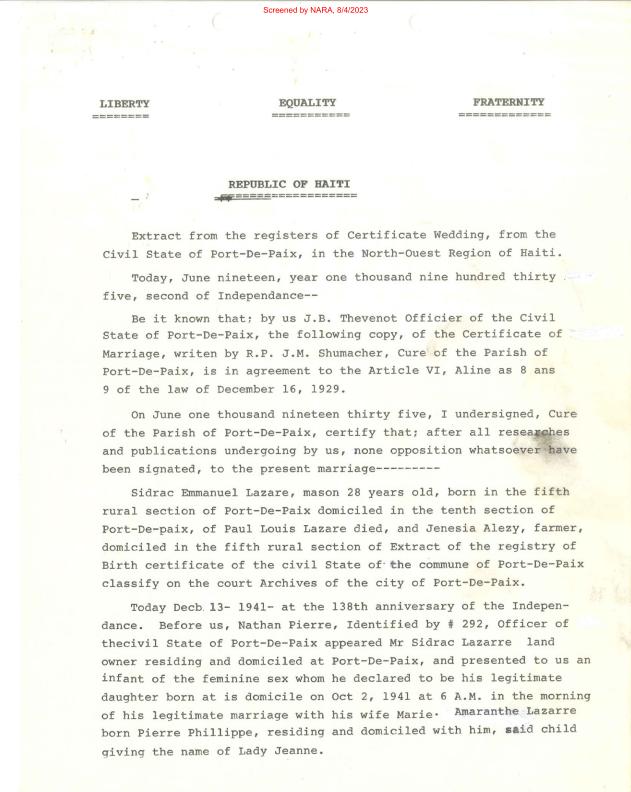 Screened by NARA, 8/4/2023
LIBERTY EQUALITY FRATERNITY
REPUBLIC OF HAITI
Extract from the registers of Certificate Wedding, from the
Civil State of Port-De-Paix, in the North-Ouest Region of Haiti.
Today, June nineteen, year one thousand nine hundred thirty
five, second of Independance--
Be it known that; by us J.B. Thevenot Officier of the Civil
State of Port-De-Paix, the following copy, of the Certificate of
Marriage, writen by R.P. J.M. Shumacher, Cure of the Parish of
Port-De-Paix, is in agreement to the Article VI, Aline as 8 ans
9 of the law of December 16, 1929.
On June one thousand nineteen thirty five, I undersigned, Cure
of the Parish of Port-De-Paix, certify that; after all researches
and publications undergoing by us, none opposition whatsoever have
been signated, to the present marriage---------
Sidrac Emmanuel Lazare, mason 28 years old, born in the fifth
rural section of Port-De-Paix domiciled in the tenth section of
Port-De-paix, of Paul Louis Lazare died, and Jenesia Alezy, farmer,
domiciled in the fifth rural section of Extract of the registry of
Birth certificate of the civil State of the commune of Port-De-Paix
classify on the court Archives of the city of Port-De-Paix.
Today Decb. 13- 1941- at the 138th anniversary of the Indepen-
dance. Before us, Nathan Pierre, Identified by # 292, Officer of
thecivil State of Port-De-Paix appeared Mr Sidrac Lazarre land
owner residing and domiciled at Port-De-Paix, and presented to us an
infant of the feminine sex whom he declared to be his legitimate
daughter born at is domicile on Oct 2, 1941 at 6 A.M. in the morning
of his legitimate marriage with his wife Marie. Amaranthe Lazarre
born Pierre Phillippe, residing and domiciled with him, said child
giving the name of Lady Jeanne.